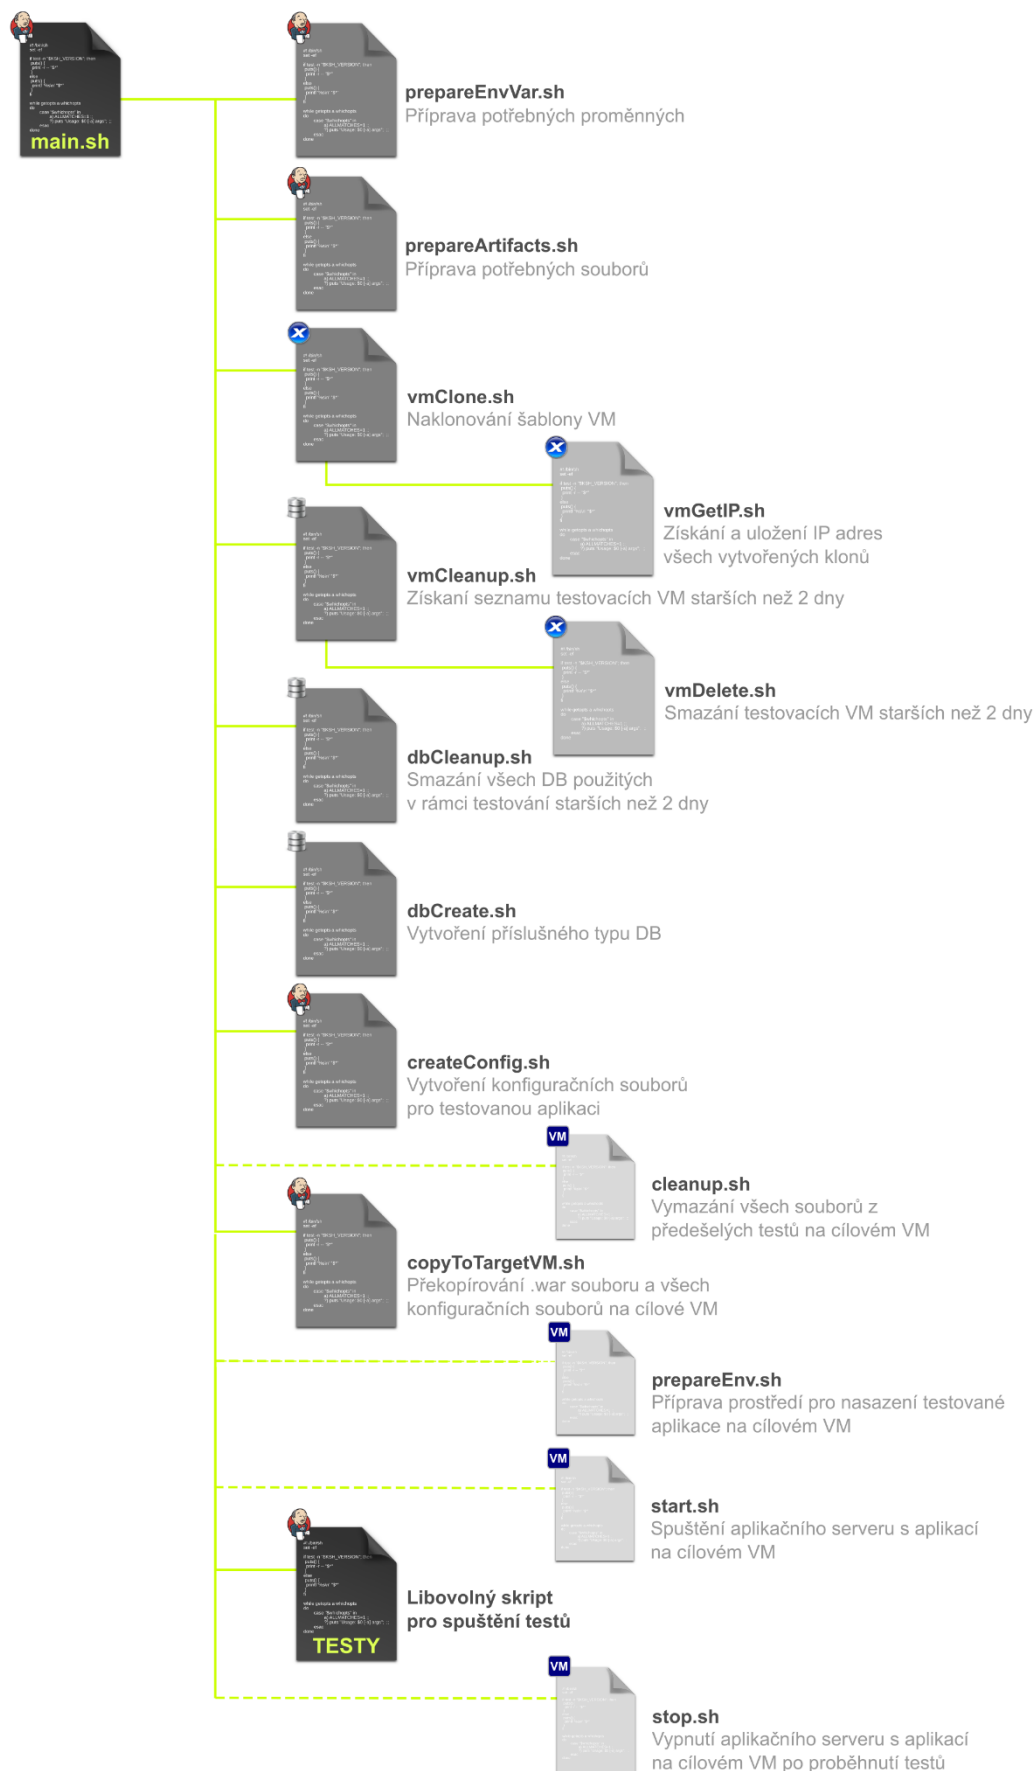 main.sh
prepareEnvVar.sh
Příprava potřebných proměnných
prepareArtifacts.sh
Příprava potřebných souborů
vmClone.sh
Naklonování šablony VM
vmGetIP.sh
Získání a uložení IP adres
všech vytvořených klonů
vmCleanup.sh
Získaní seznamu testovacích VM starších než 2 dny
vmDelete.sh
Smazání testovacích VM starších než 2 dny
dbCleanup.sh
Smazání všech DB použitých
v rámci testování starších než 2 dny
dbCreate.sh
Vytvoření příslušného typu DB
createConfig.sh
Vytvoření konfiguračních souborů
pro testovanou aplikaci
VM
cleanup.sh
Vymazání všech souborů z
předešelých testů na cílovém VM
copyToTargetVM.sh
Překopírování .war souboru a všech
konfiguračních souborů na cílové VM
VM
prepareEnv.sh
Příprava prostředí pro nasazení testované
aplikace na cílovém VM
VM
start.sh
Spuštění aplikačního serveru s aplikací
na cílovém VM
Libovolný skript
pro spuštění testů
TESTY
VM
stop.sh
Vypnutí aplikačního serveru s aplikací
na cílovém VM po proběhnutí testů